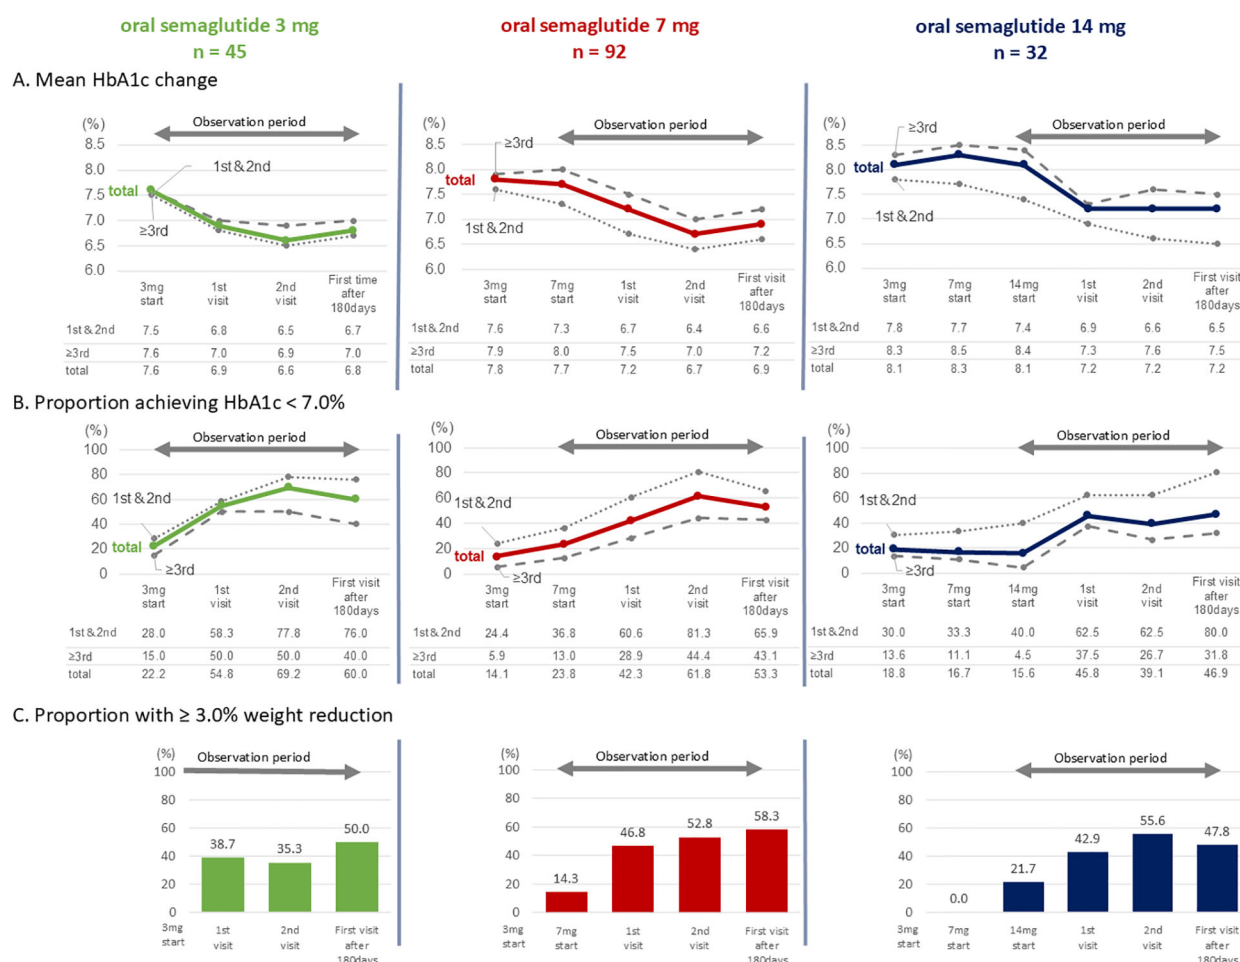 oral semaglutide 3 mg
n = 45
oral semaglutide 7 mg
n = 92
oral semaglutide 14 mg
n = 32
A. Mean HbA1c change
(%)
Observation period
8.5
8.0
7.5
7.0
6.5
6.0
1st & 2nd
total
≥3rd
3mg start
1st visit
2nd visit
First time after 180days
1st & 2nd 7.5 6.8 6.5 6.7
≥3rd 7.6 7.0 6.9 7.0
total 7.6 6.9 6.6 6.8
(%)
Observation period
8.5
8.0
7.5
7.0
6.5
6.0
≥3rd
total
1st & 2nd
3mg start
7mg start
1st visit
2nd visit
First visit after 180days
1st & 2nd 7.6 7.3 6.7 6.4 6.6
≥3rd 7.9 8.0 7.5 7.0 7.2
total 7.8 7.7 7.2 6.7 6.9
(%)
Observation period
8.5
8.0
7.5
7.0
6.5
6.0
≥3rd
total
1st & 2nd
3mg start
7mg start
14mg start
1st visit
2nd visit
First visit after 180days
1st & 2nd 7.8 7.7 7.4 6.9 6.6 6.5
≥3rd 8.3 8.5 8.4 7.3 7.6 7.5
total 8.1 8.3 8.1 7.2 7.2 7.2
B. Proportion achieving HbA1c < 7.0%
(%)
Observation period
100
80
60
40
20
0
1st & 2nd
total
≥3rd
3mg start
1st visit
2nd visit
First visit after 180days
1st & 2nd 28.0 58.3 77.8 76.0
≥3rd 15.0 50.0 50.0 40.0
total 22.2 54.8 69.2 60.0
(%)
Observation period
100
80
60
40
20
0
1st & 2nd
total
≥3rd
3mg start
7mg start
1st visit
2nd visit
First visit after 180days
1st & 2nd 24.4 36.8 60.6 81.3 65.9
≥3rd 5.9 13.0 28.9 44.4 43.1
total 14.1 23.8 42.3 61.8 53.3
(%)
Observation period
100
80
60
40
20
0
1st & 2nd
total
≥3rd
3mg start
7mg start
14mg start
1st visit
2nd visit
First visit after 180days
1st & 2nd 30.0 33.3 40.0 62.5 62.5 80.0
≥3rd 13.6 11.1 4.5 37.5 26.7 31.8
total 18.8 16.7 15.6 45.8 39.1 46.9
C. Proportion with ≥ 3.0% weight reduction
(%)
Observation period
100
80
60
40
20
0
38.7
35.3
50.0
3mg start
1st visit
2nd visit
First visit after 180days
(%)
Observation period
100
80
60
40
20
0
14.3
46.8
52.8
58.3
3mg start
7mg start
1st visit
2nd visit
First visit after 180days
(%)
Observation period
100
80
60
40
20
0
0.0
21.7
42.9
55.6
47.8
3mg start
7mg start
14mg start
1st visit
2nd visit
First visit after 180days